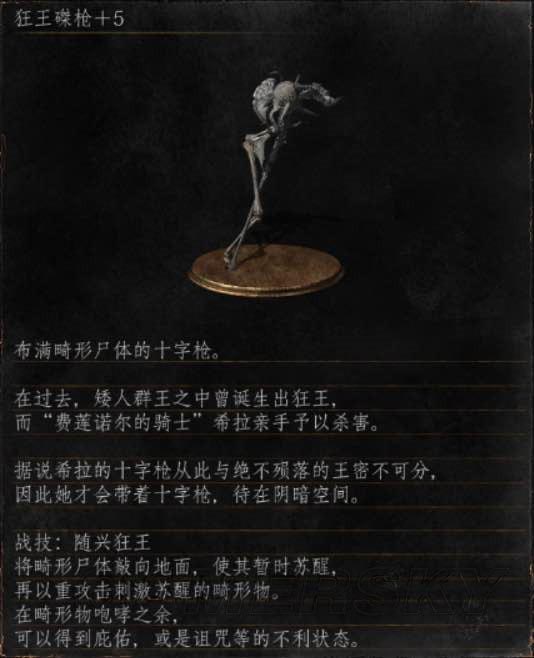 狂王磔枪+5
布满畸形尸体的十字枪。
在过去，矮人群王之中曾诞生出狂王，
而“费莲诺尔的骑士”希拉亲手予以杀害。
据说希拉的十字枪从此与绝不殒落的王密不可分，
因此她才会带着十字枪，待在阴暗空间。
战技：随兴狂王
将畸形尸体敲向地面，使其暂时苏醒，
再以重攻击刺激苏醒的畸形物。
在畸形物咆哮之余，
可以得到庇佑，或是诅咒等的不利状态。